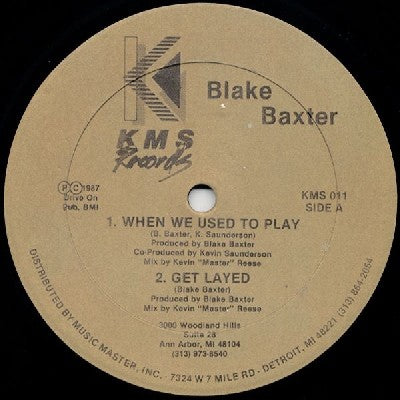 K
Blake
Baxter
KMS
Records
℗ © 1987
Drive On
Pub. BMI
KMS 011
SIDE A
1. WHEN WE USED TO PLAY
(B. Baxter, K. Saunderson)
Produced by Blake Baxter
Co-Produced by Kevin Saunderson
Mix by Kevin "Master" Reese
2. GET LAYED
(Blake Baxter)
Produced by Blake Baxter
Mix by Kevin "Master" Reese
3000 Woodland Hills
Suite 28
Ann Arbor, MI 48104
(313) 973-8540
DISTRIBUTED BY MUSIC MASTER, INC. - 7324 W 7 MILE RD - DETROIT, MI 48221 (313) 864-2054